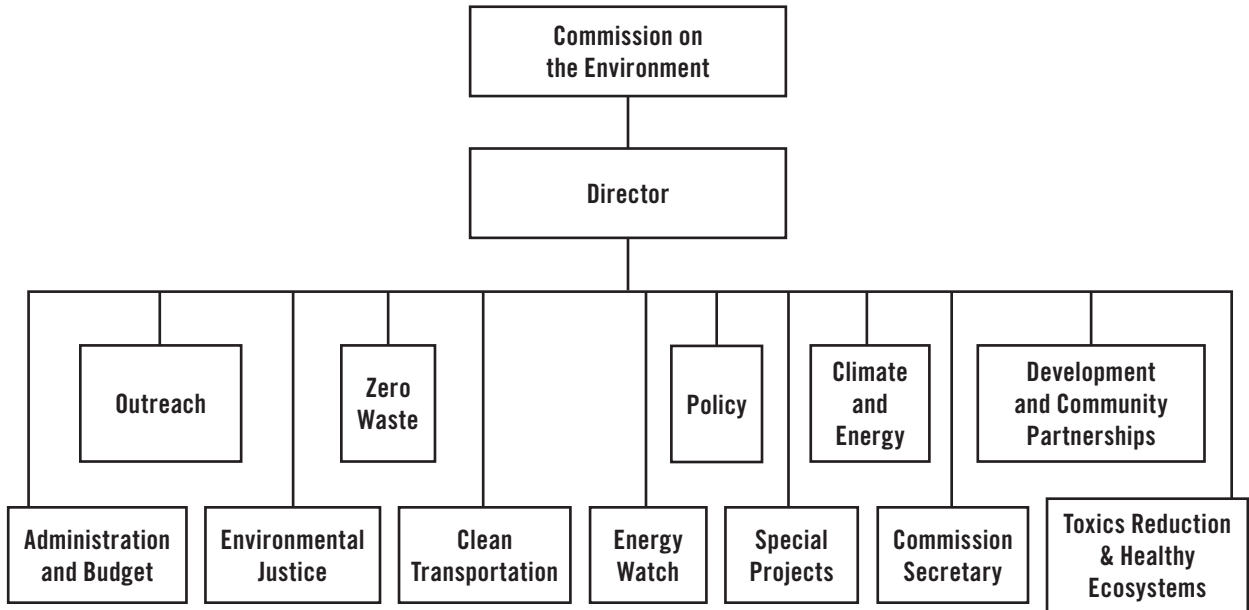 Commission on
the Environment
Director
Outreach
Zero
Waste
Policy
Climate
and
Energy
Development
and Community
Partnerships
Administration
and Budget
Environmental
Justice
Clean
Transportation
Energy
Watch
Special
Projects
Commission
Secretary
Toxics Reduction
& Healthy
Ecosystems